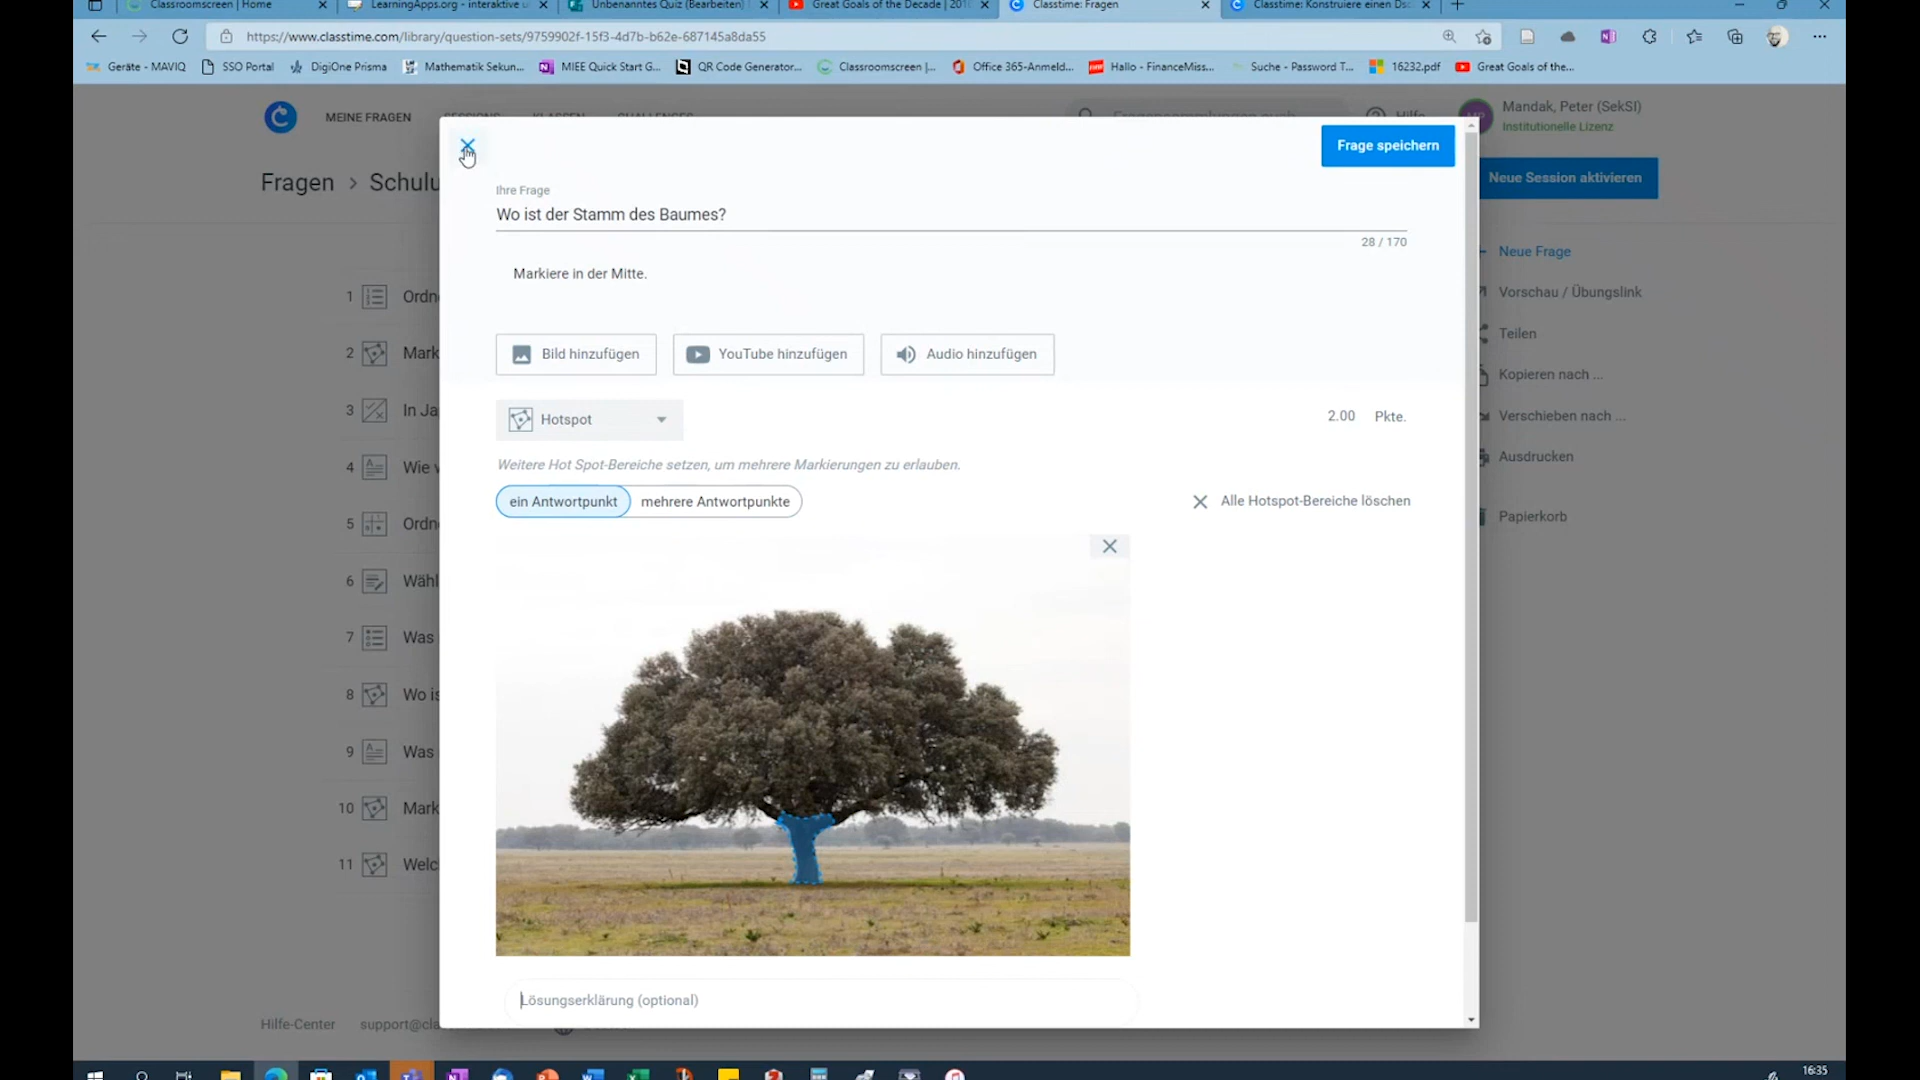 Classroomscreen | Home
LearningApps.org - interaktive u
Unbenanntes Quiz (Bearbeiten)
Great Goals of the Decade | 201
Classtime: Fragen
Classtime: Konstruiere einen Ds
https://www.classtime.com/library/question-sets/9759902f-15f3-4d7b-b62e-687145a8da55
Geräte - MAVIQ
SSO Portal
DigiOne Prisma
Mathematik Sekun...
MIEE Quick Start G...
QR Code Generator...
Classroomscreen |...
Office 365-Anmeld...
Hallo - FinanceMiss...
Suche - Password T...
16232.pdf
Great Goals of the...
MEINE FRAGEN
SESSIONS
KLASSEN
CHALLENGES
Hilfe
Mandak, Peter (SekSI)
Institutionelle Lizenz
Fragen > Schulu
Neue Session aktivieren
Frage speichern
Ihre Frage
Wo ist der Stamm des Baumes?
28 / 170
Markiere in der Mitte.
Bild hinzufügen
YouTube hinzufügen
Audio hinzufügen
Hotspot
2.00 Pkte.
Weitere Hot Spot-Bereiche setzen, um mehrere Markierungen zu erlauben.
ein Antwortpunkt
mehrere Antwortpunkte
Alle Hotspot-Bereiche löschen
Lösungserklärung (optional)
1 Ordn
2 Mark
3 In Ja
4 Wie v
5 Ordn
6 Wähl
7 Was
8 Wo is
9 Was
10 Mark
11 Welc
Neue Frage
Vorschau / Übungslink
Teilen
Kopieren nach ...
Verschieben nach ...
Ausdrucken
Papierkorb
Hilfe-Center
support@cla
16:35